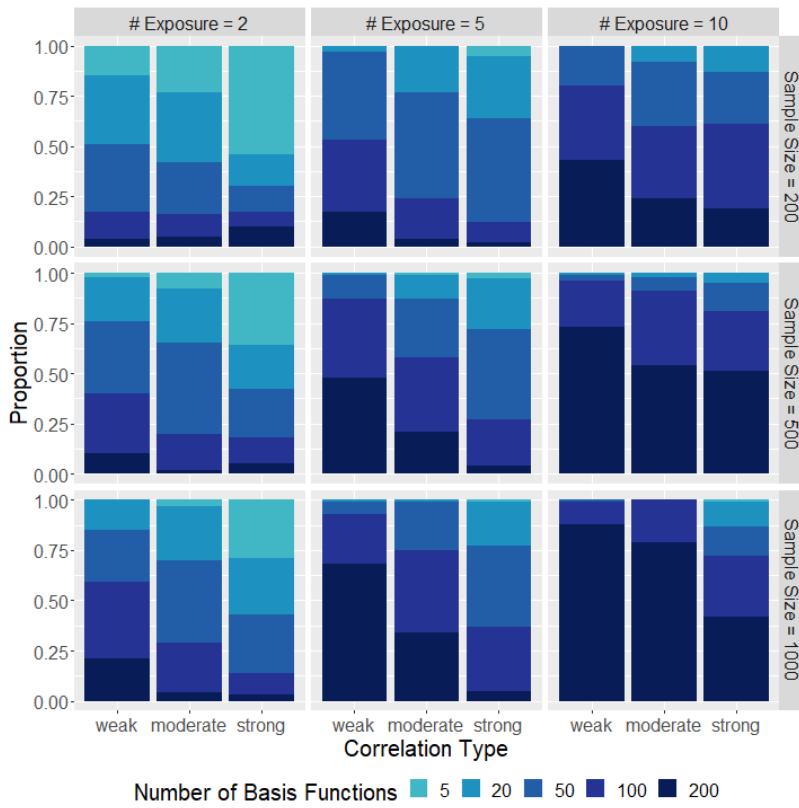 # Exposure = 2
# Exposure = 5
# Exposure = 10
1.00
0.75
0.50
0.25
0.00
Sample Size = 200
1.00
0.75
0.50
0.25
0.00
Sample Size = 500
1.00
0.75
0.50
0.25
0.00
Sample Size = 1000
Proportion
weak moderate strong
weak moderate strong
weak moderate strong
Correlation Type
Number of Basis Functions 5 20 50 100 200